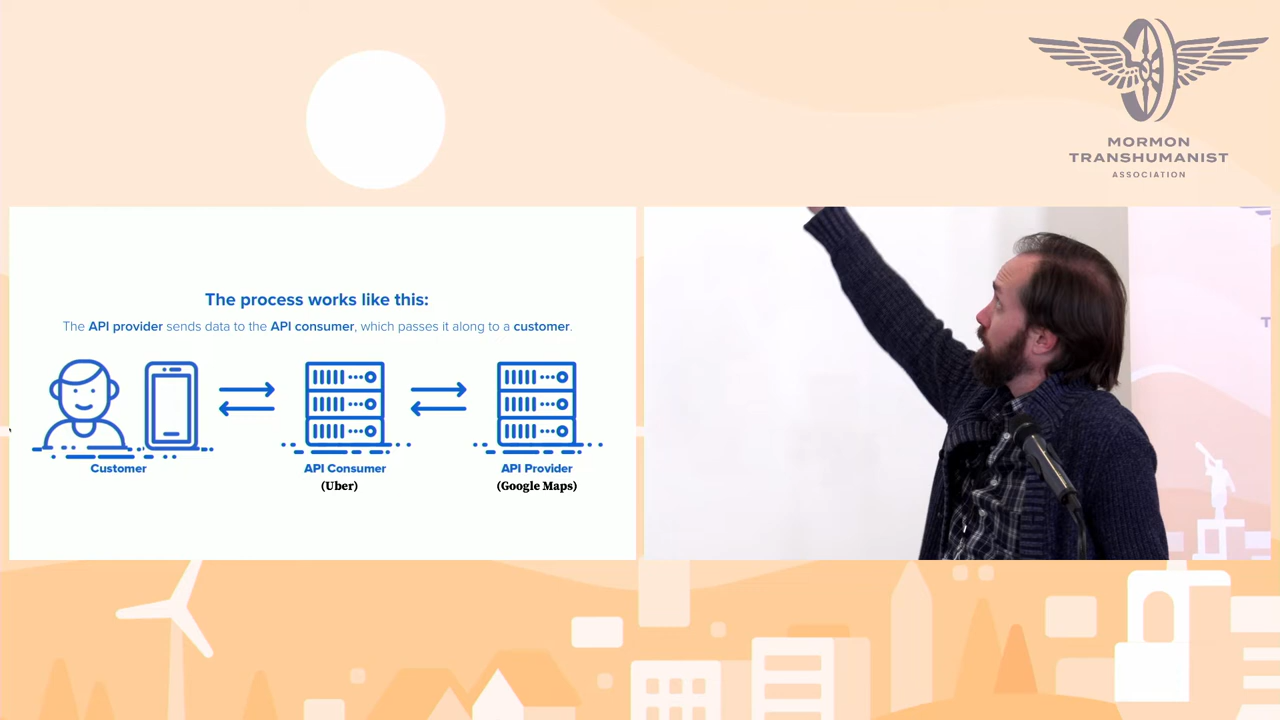 MORMON
TRANSHUMANIST
ASSOCIATION
The process works like this:
The API provider sends data to the API consumer, which passes it along to a customer.
Customer
API Consumer
(Uber)
API Provider
(Google Maps)